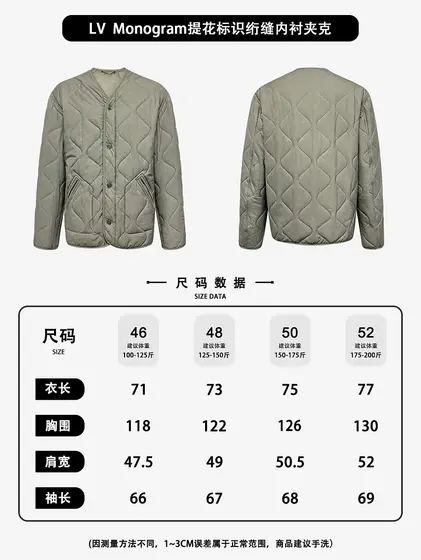 LV Monogram提花标识绗缝内衬夹克
尺码数据
SIZE DATA
尺码
SIZE
46
建议体重
100-125斤
48
建议体重
125-150斤
50
建议体重
150-175斤
52
建议体重
175-200斤
衣长 71 73 75 77
胸围 118 122 126 130
肩宽 47.5 49 50.5 52
袖长 66 67 68 69
(因测量方法不同，1~3CM误差属于正常范围，商品建议手洗)